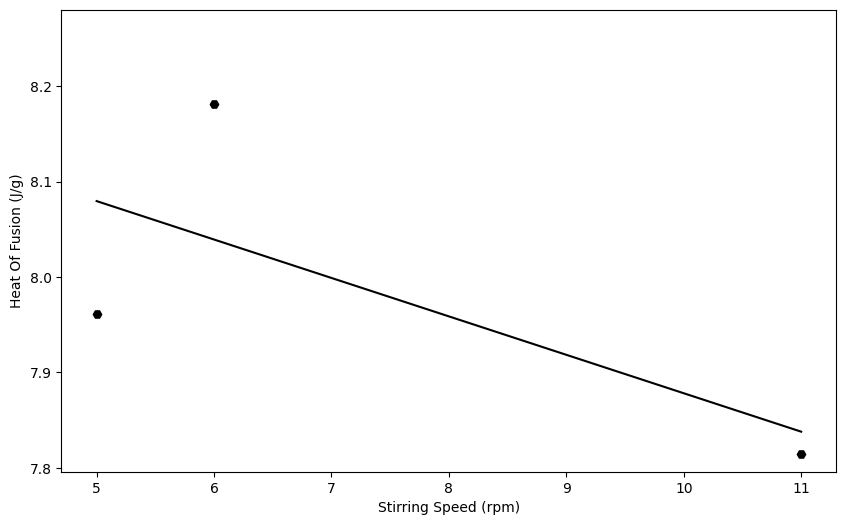 8.2
8.1
8.0
7.9
7.8
Heat Of Fusion (J/g)
5 6 7 8 9 10 11
Stirring Speed (rpm)